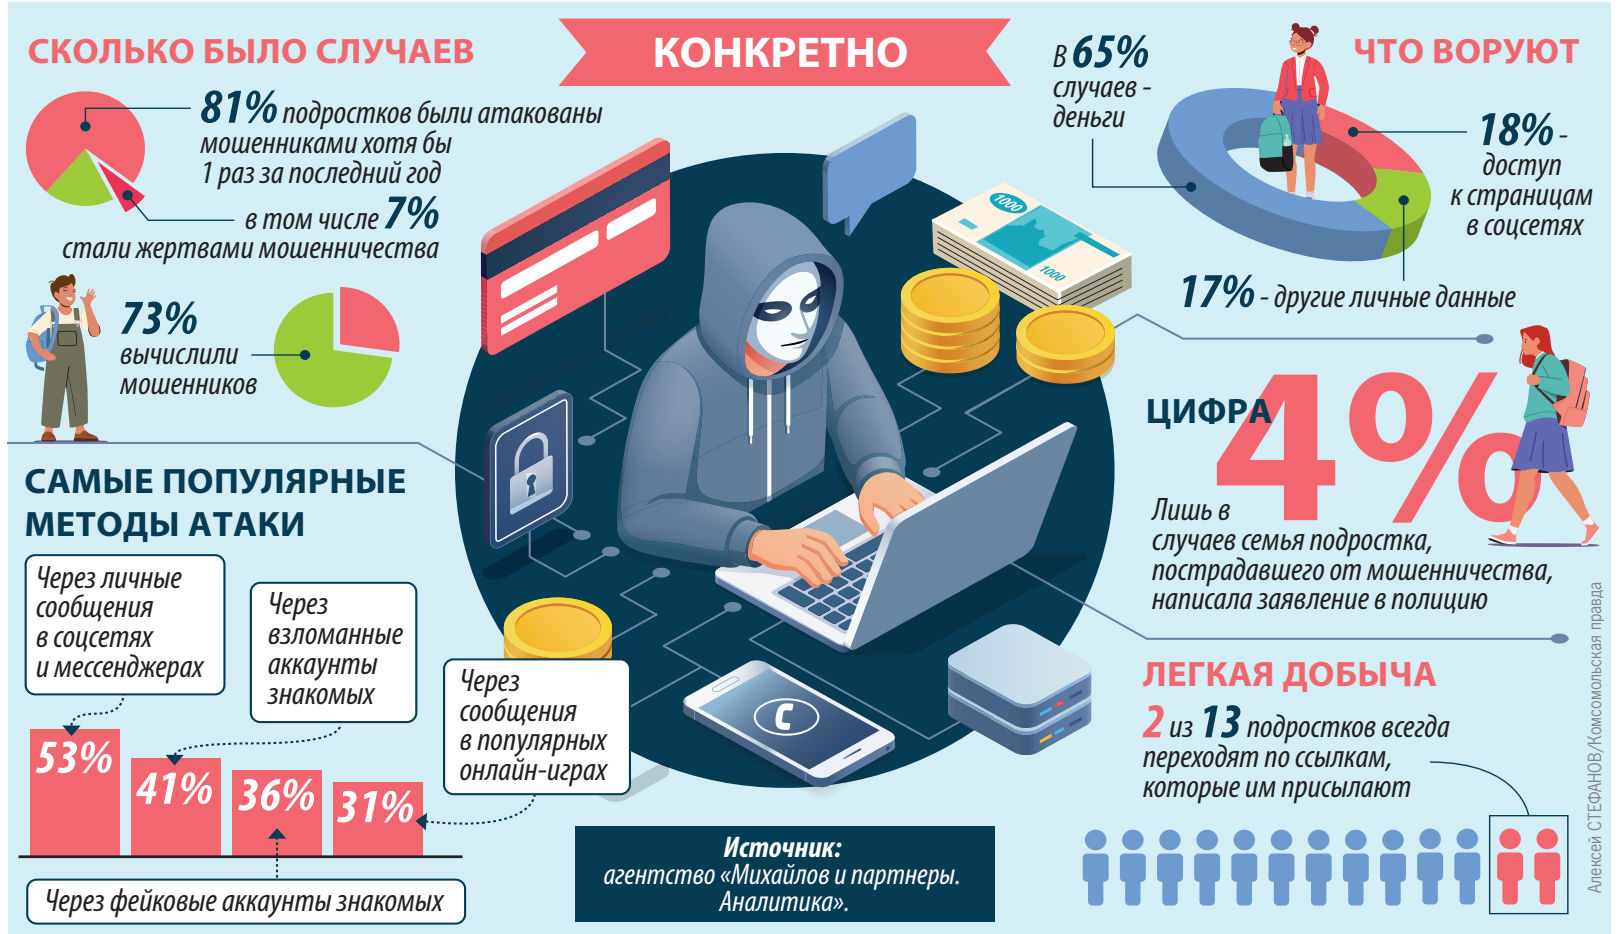 КОНКРЕТНО
СКОЛЬКО БЫЛО СЛУЧАЕВ
81% подростков были атакованы
мошенниками хотя бы
1 раз за последний год
в том числе 7%
стали жертвами мошенничества
73%
вычислили
мошенников
САМЫЕ ПОПУЛЯРНЫЕ
МЕТОДЫ АТАКИ
Через личные
сообщения
в соцсетях
и мессенджерах
Через
взломанные
аккаунты
знакомых
Через
сообщения
в популярных
онлайн-играх
53%
41%
36%
31%
Через фейковые аккаунты знакомых
1000
1000
Источник:
агентство «Михайлов и партнеры.
Аналитика».
ЧТО ВОРУЮТ
В 65%
случаев -
деньги
18% -
доступ
к страницам
в соцсетях
17% - другие личные данные
ЦИФРА
4%
Лишь в
случаев семья подростка,
пострадавшего от мошенничества,
написала заявление в полицию
ЛЕГКАЯ ДОБЫЧА
2 из 13 подростков всегда
переходят по ссылкам,
которые им присылают
Алексей СТЕФАНОВ/Комсомольская правда